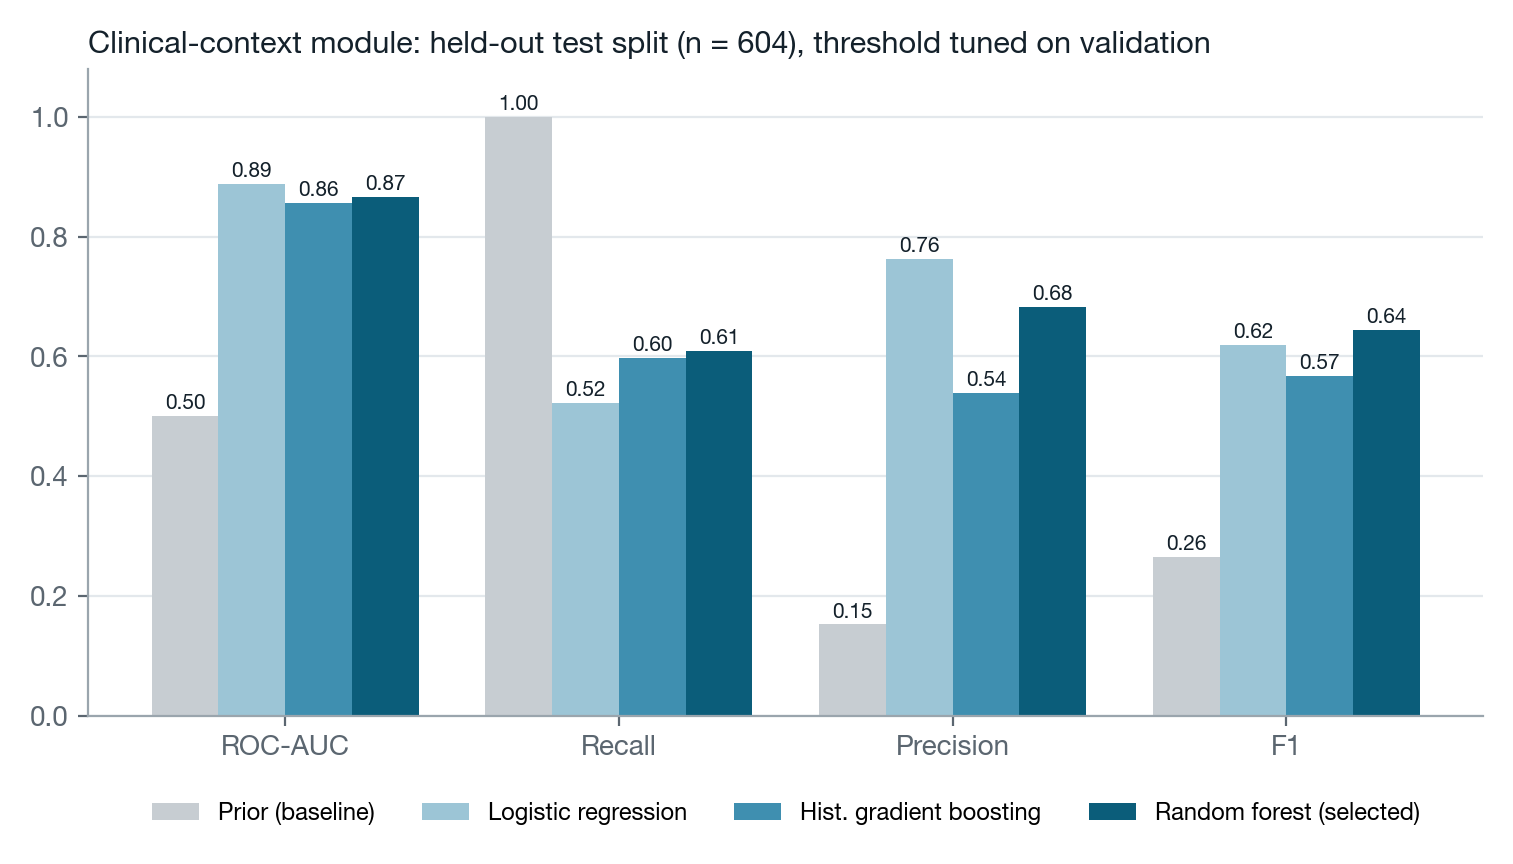 Clinical-context module: held-out test split (n = 604), threshold tuned on validation
1.0
0.8
0.6
0.4
0.2
0.0
0.50
0.89
0.86
0.87
1.00
0.52
0.60
0.61
0.15
0.76
0.54
0.68
0.26
0.62
0.57
0.64
ROC-AUC
Recall
Precision
F1
Prior (baseline)
Logistic regression
Hist. gradient boosting
Random forest (selected)